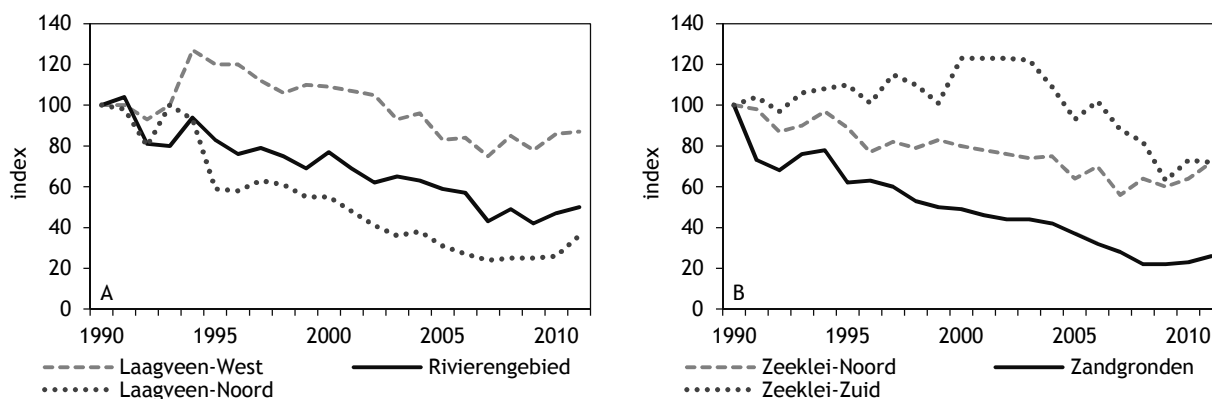 140
120
100
80
60
40
20
0
index
A
1990 1995 2000 2005 2010
Laagveen-West Rivierengebied
Laagveen-Noord
140
120
100
80
60
40
20
0
index
B
1990 1995 2000 2005 2010
Zeeklei-Noord Zandgronden
Zeeklei-Zuid